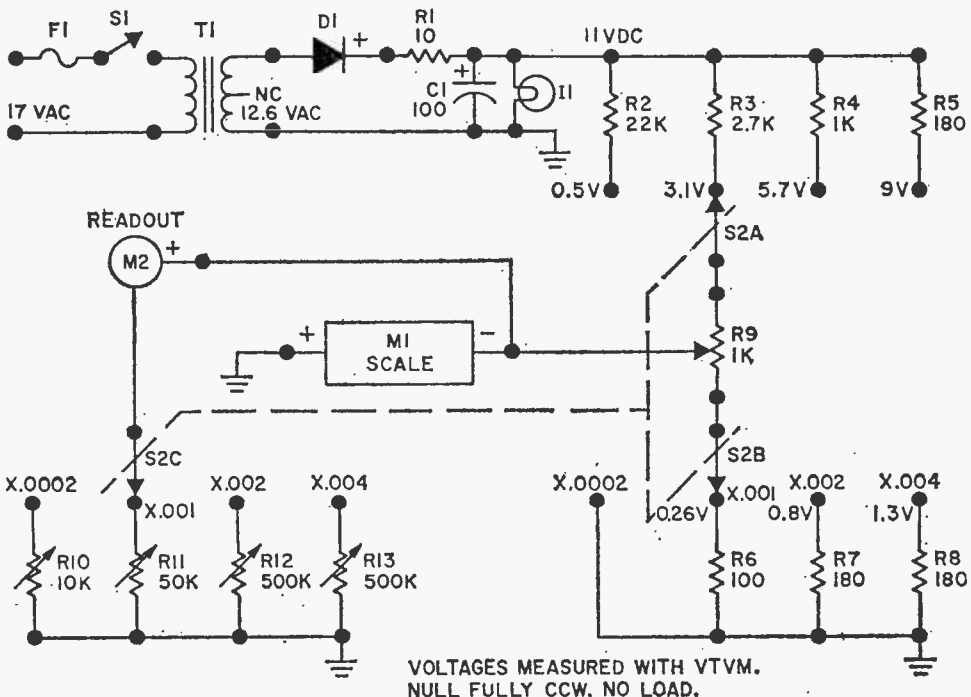 F1
S1
T1
D1
R1
10
11VDC
+
+
C1
100
I1
17 VAC
NC
12.6 VAC
R2
22K
R3
2.7K
R4
1K
R5
180
0.5V
3.1V
5.7V
9V
S2A
READOUT
M2
+
+
M1
SCALE
-
R9
1K
S2C
S2B
X.0002
X.001
X.002
X.004
X.0002
X.001
X.002
X.004
0.26V
0.8V
1.3V
R10
10K
R11
50K
R12
500K
R13
500K
R6
100
R7
180
R8
180
VOLTAGES MEASURED WITH VTVM.
NULL FULLY CCW, NO LOAD.